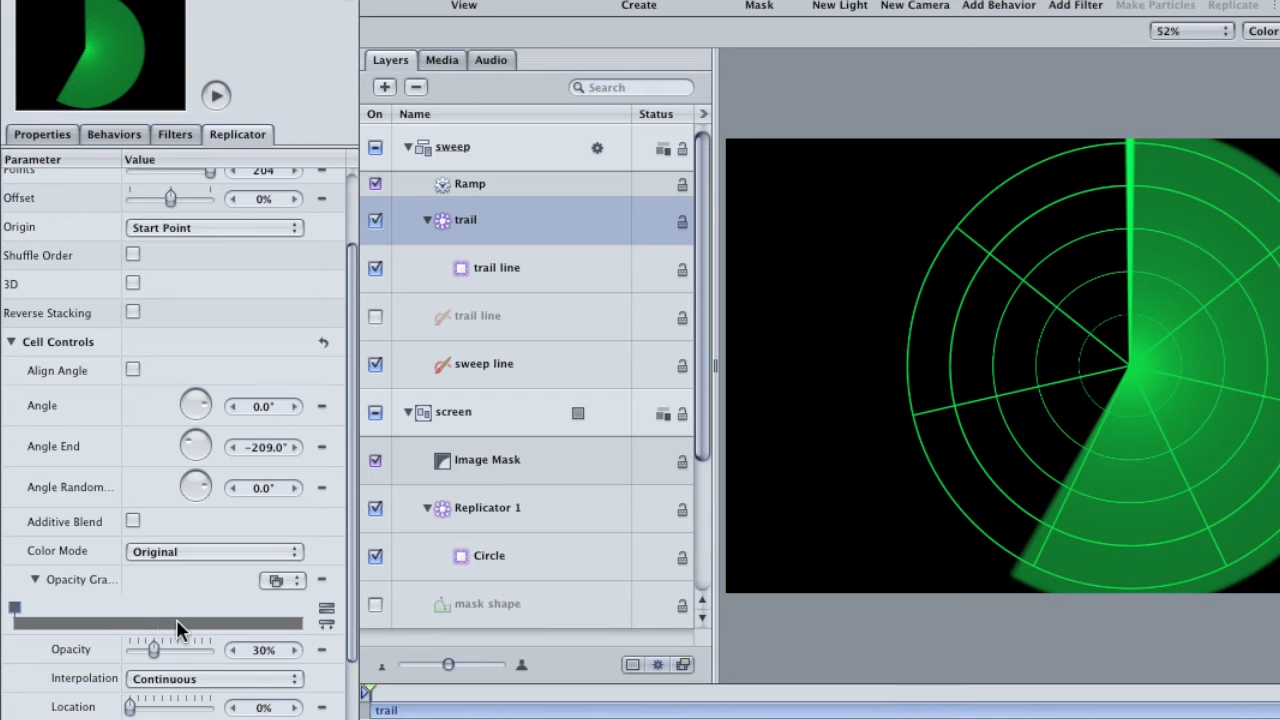 View Create Mask New Light New Camera Add Behavior Add Filter Make Particles Replicate
52% Color
Layers Media Audio
Search
On Name Status
sweep
Ramp
trail
trail line
trail line
sweep line
screen
Image Mask
Replicator 1
Circle
mask shape
trail
Properties Behaviors Filters Replicator
Parameter Value
Points 204
Offset 0%
Origin Start Point
Shuffle Order
3D
Reverse Stacking
Cell Controls
Align Angle
Angle 0.0°
Angle End -209.0°
Angle Random... 0.0°
Additive Blend
Color Mode Original
Opacity Gra...
Opacity 30%
Interpolation Continuous
Location 0%